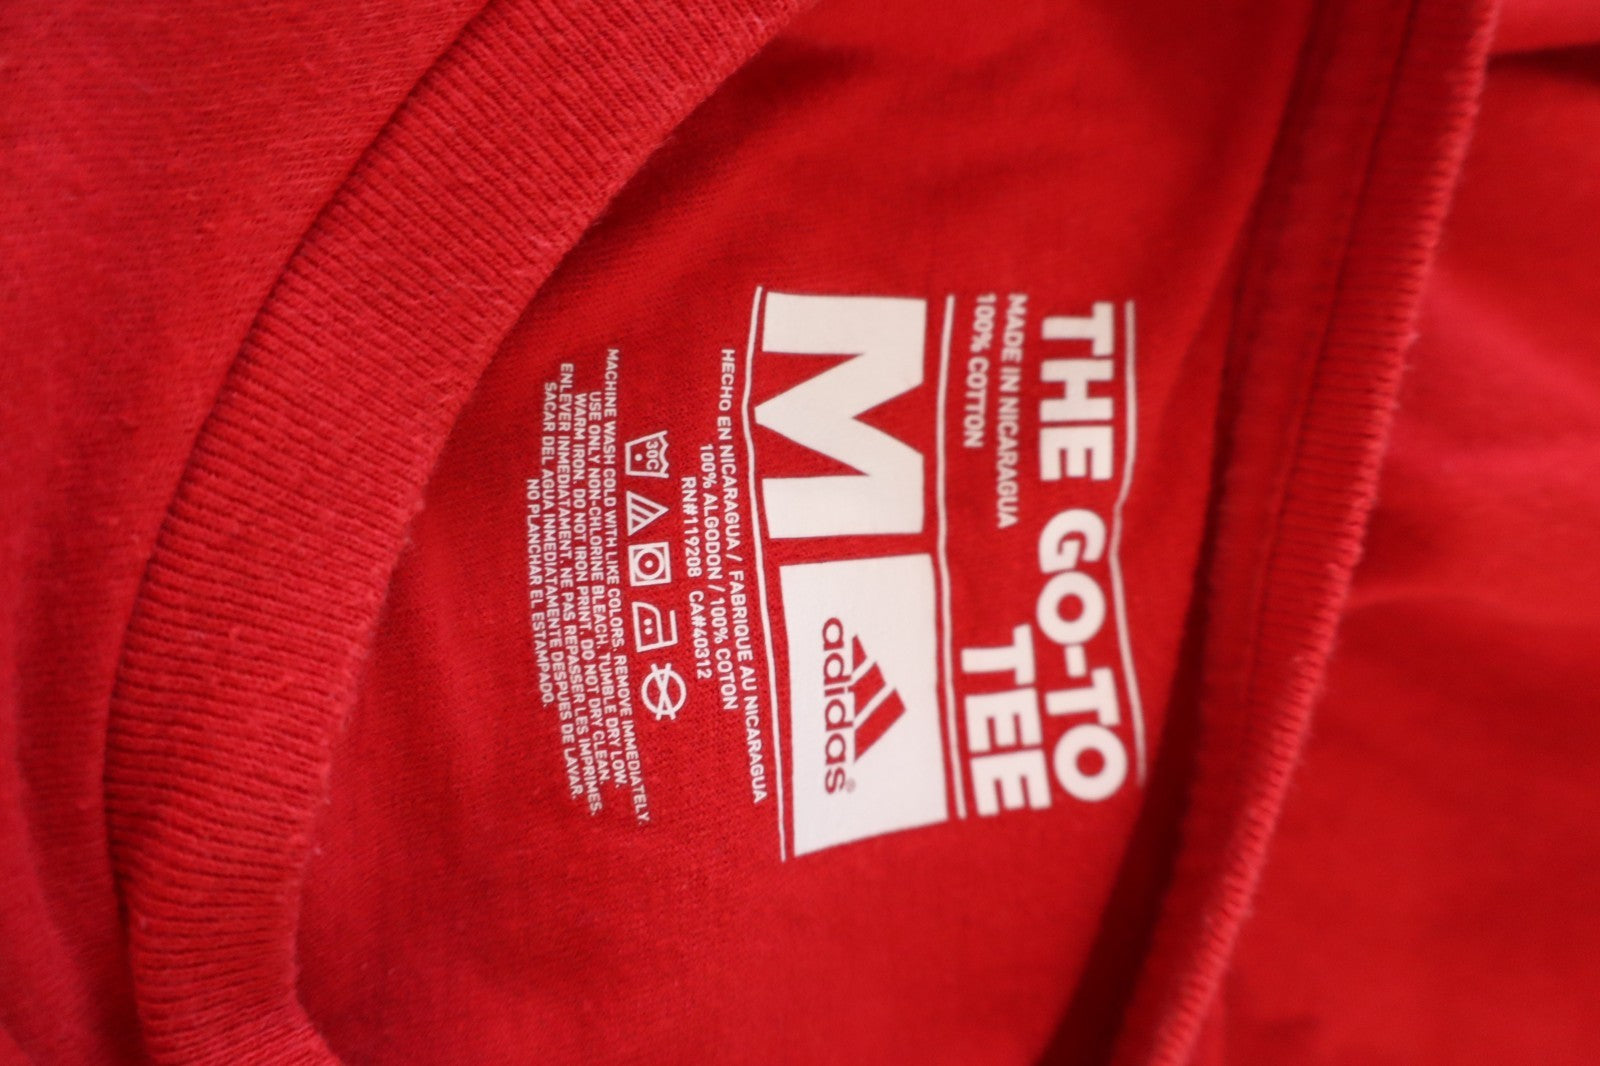 THE GO-TO
TEE
MADE IN NICARAGUA
100% COTTON
M
adidas®
HECHO EN NICARAGUA / FABRIQUE AU NICARAGUA
100% ALGODON / 100% COTON
RN#119208 CA#40312
30C
MACHINE WASH COLD WITH LIKE COLORS, REMOVE IMMEDIATELY.
USE ONLY NON-CHLORINE BLEACH, TUMBLE DRY LOW.
WARM IRON. DO NOT IRON PRINT. DO NOT DRY CLEAN.
ENLEVER INMEDIATAMENT. NE PAS REPASSER LES IMPRIMES.
SACAR DEL AGUA INMEDIATAMENTE DESPUES DE LAVAR.
NO PLANCHAR EL ESTAMPADO.